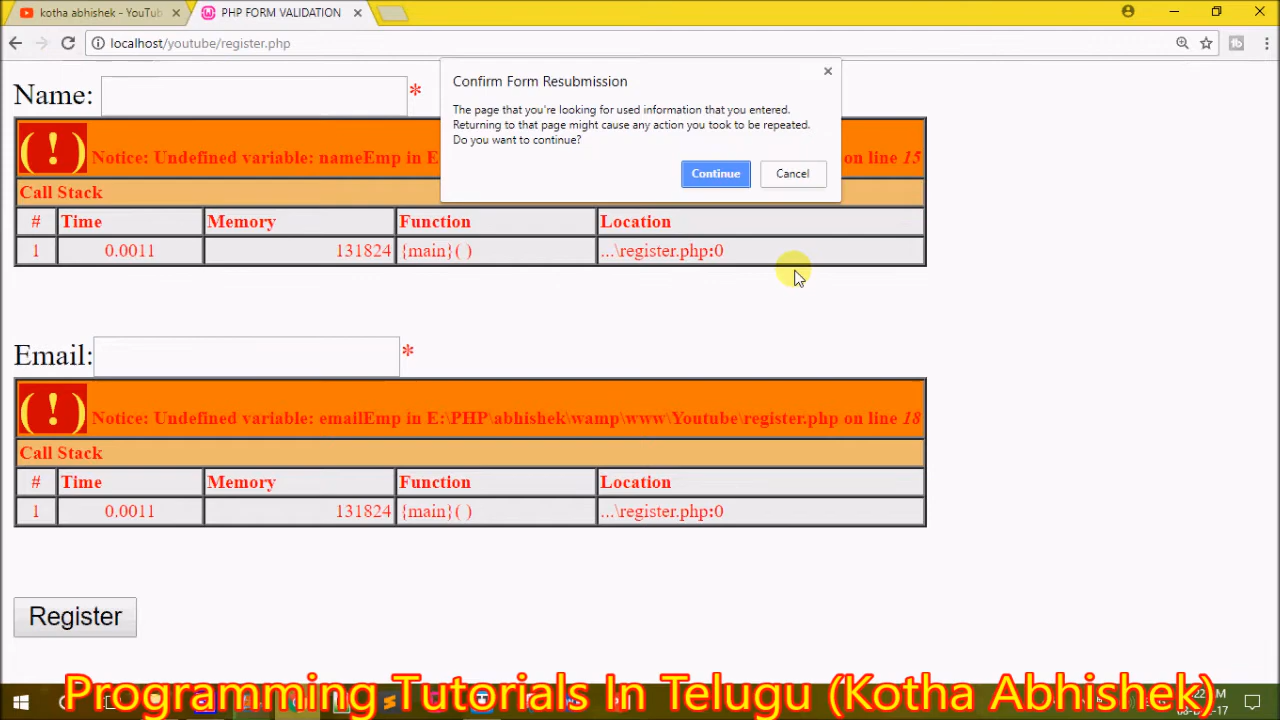 kotha abhishek - YouTub
PHP FORM VALIDATION
localhost/youtube/register.php
Confirm Form Resubmission
The page that you're looking for used information that you entered.
Returning to that page might cause any action you took to be repeated.
Do you want to continue?
Continue Cancel
Name: *
( ! ) Notice: Undefined variable: nameEmp in E on line 15
Call Stack
# Time Memory Function Location
1 0.0011 131824 {main}( ) ...\register.php:0
Email: *
( ! ) Notice: Undefined variable: emailEmp in E:\PHP\abhishek\wamp\www\Youtube\register.php on line 18
Call Stack
# Time Memory Function Location
1 0.0011 131824 {main}( ) ...\register.php:0
Register
Programming Tutorials In Telugu (Kotha Abhishek)